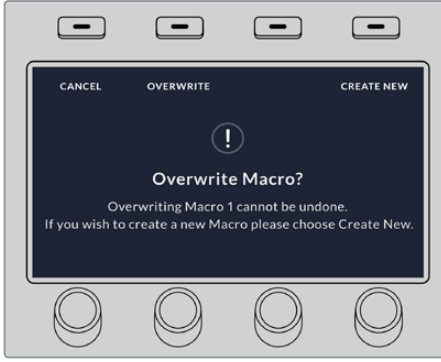 CANCEL OVERWRITE CREATE NEW
!
Overwrite Macro?
Overwriting Macro 1 cannot be undone.
If you wish to create a new Macro please choose Create New.